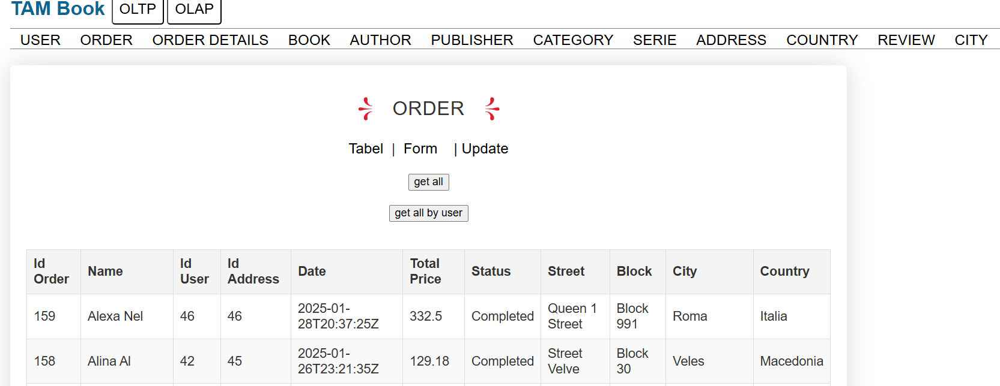 TAM Book OLTP OLAP
USER ORDER ORDER DETAILS BOOK AUTHOR PUBLISHER CATEGORY SERIE ADDRESS COUNTRY REVIEW CITY
ORDER
Tabel | Form | Update
get all
get all by user
Id Order Name Id User Id Address Date Total Price Status Street Block City Country
159 Alexa Nel 46 46 2025-01-28T20:37:25Z 332.5 Completed Queen 1 Street Block 991 Roma Italia
158 Alina Al 42 45 2025-01-26T23:21:35Z 129.18 Completed Street Velve Block 30 Veles Macedonia